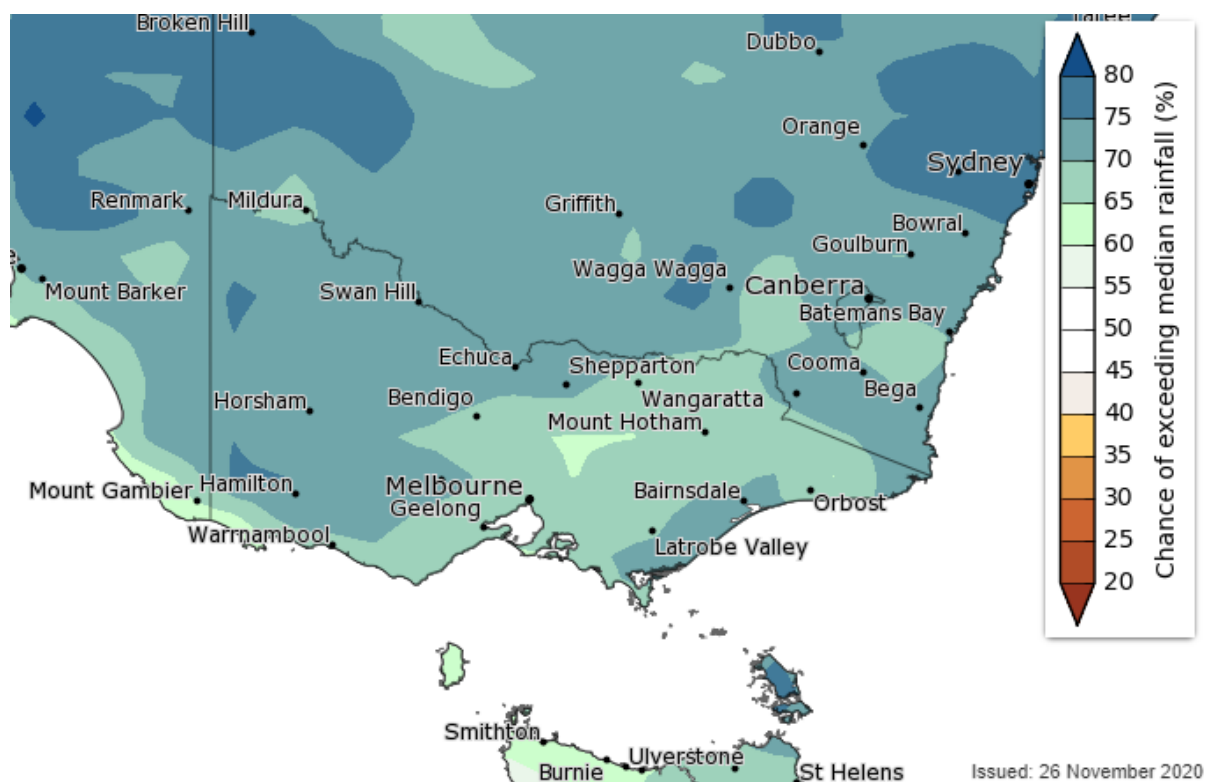 Broken Hill
Taree
Dubbo
Orange
Sydney
Renmark
Mildura
Griffith
Bowral
Goulburn
Mount Barker
Swan Hill
Wagga Wagga
Canberra
Batemans Bay
Echuca
Shepparton
Cooma
Horsham
Bendigo
Wangaratta
Bega
Mount Hotham
Mount Gambier
Hamilton
Melbourne
Bairnsdale
Orbost
Geelong
Warrnambool
Latrobe Valley
Smithton
Ulverstone
Burnie
St Helens
80
75
70
65
60
55
50
45
40
35
30
25
20
Chance of exceeding median rainfall (%)
Issued: 26 November 2020